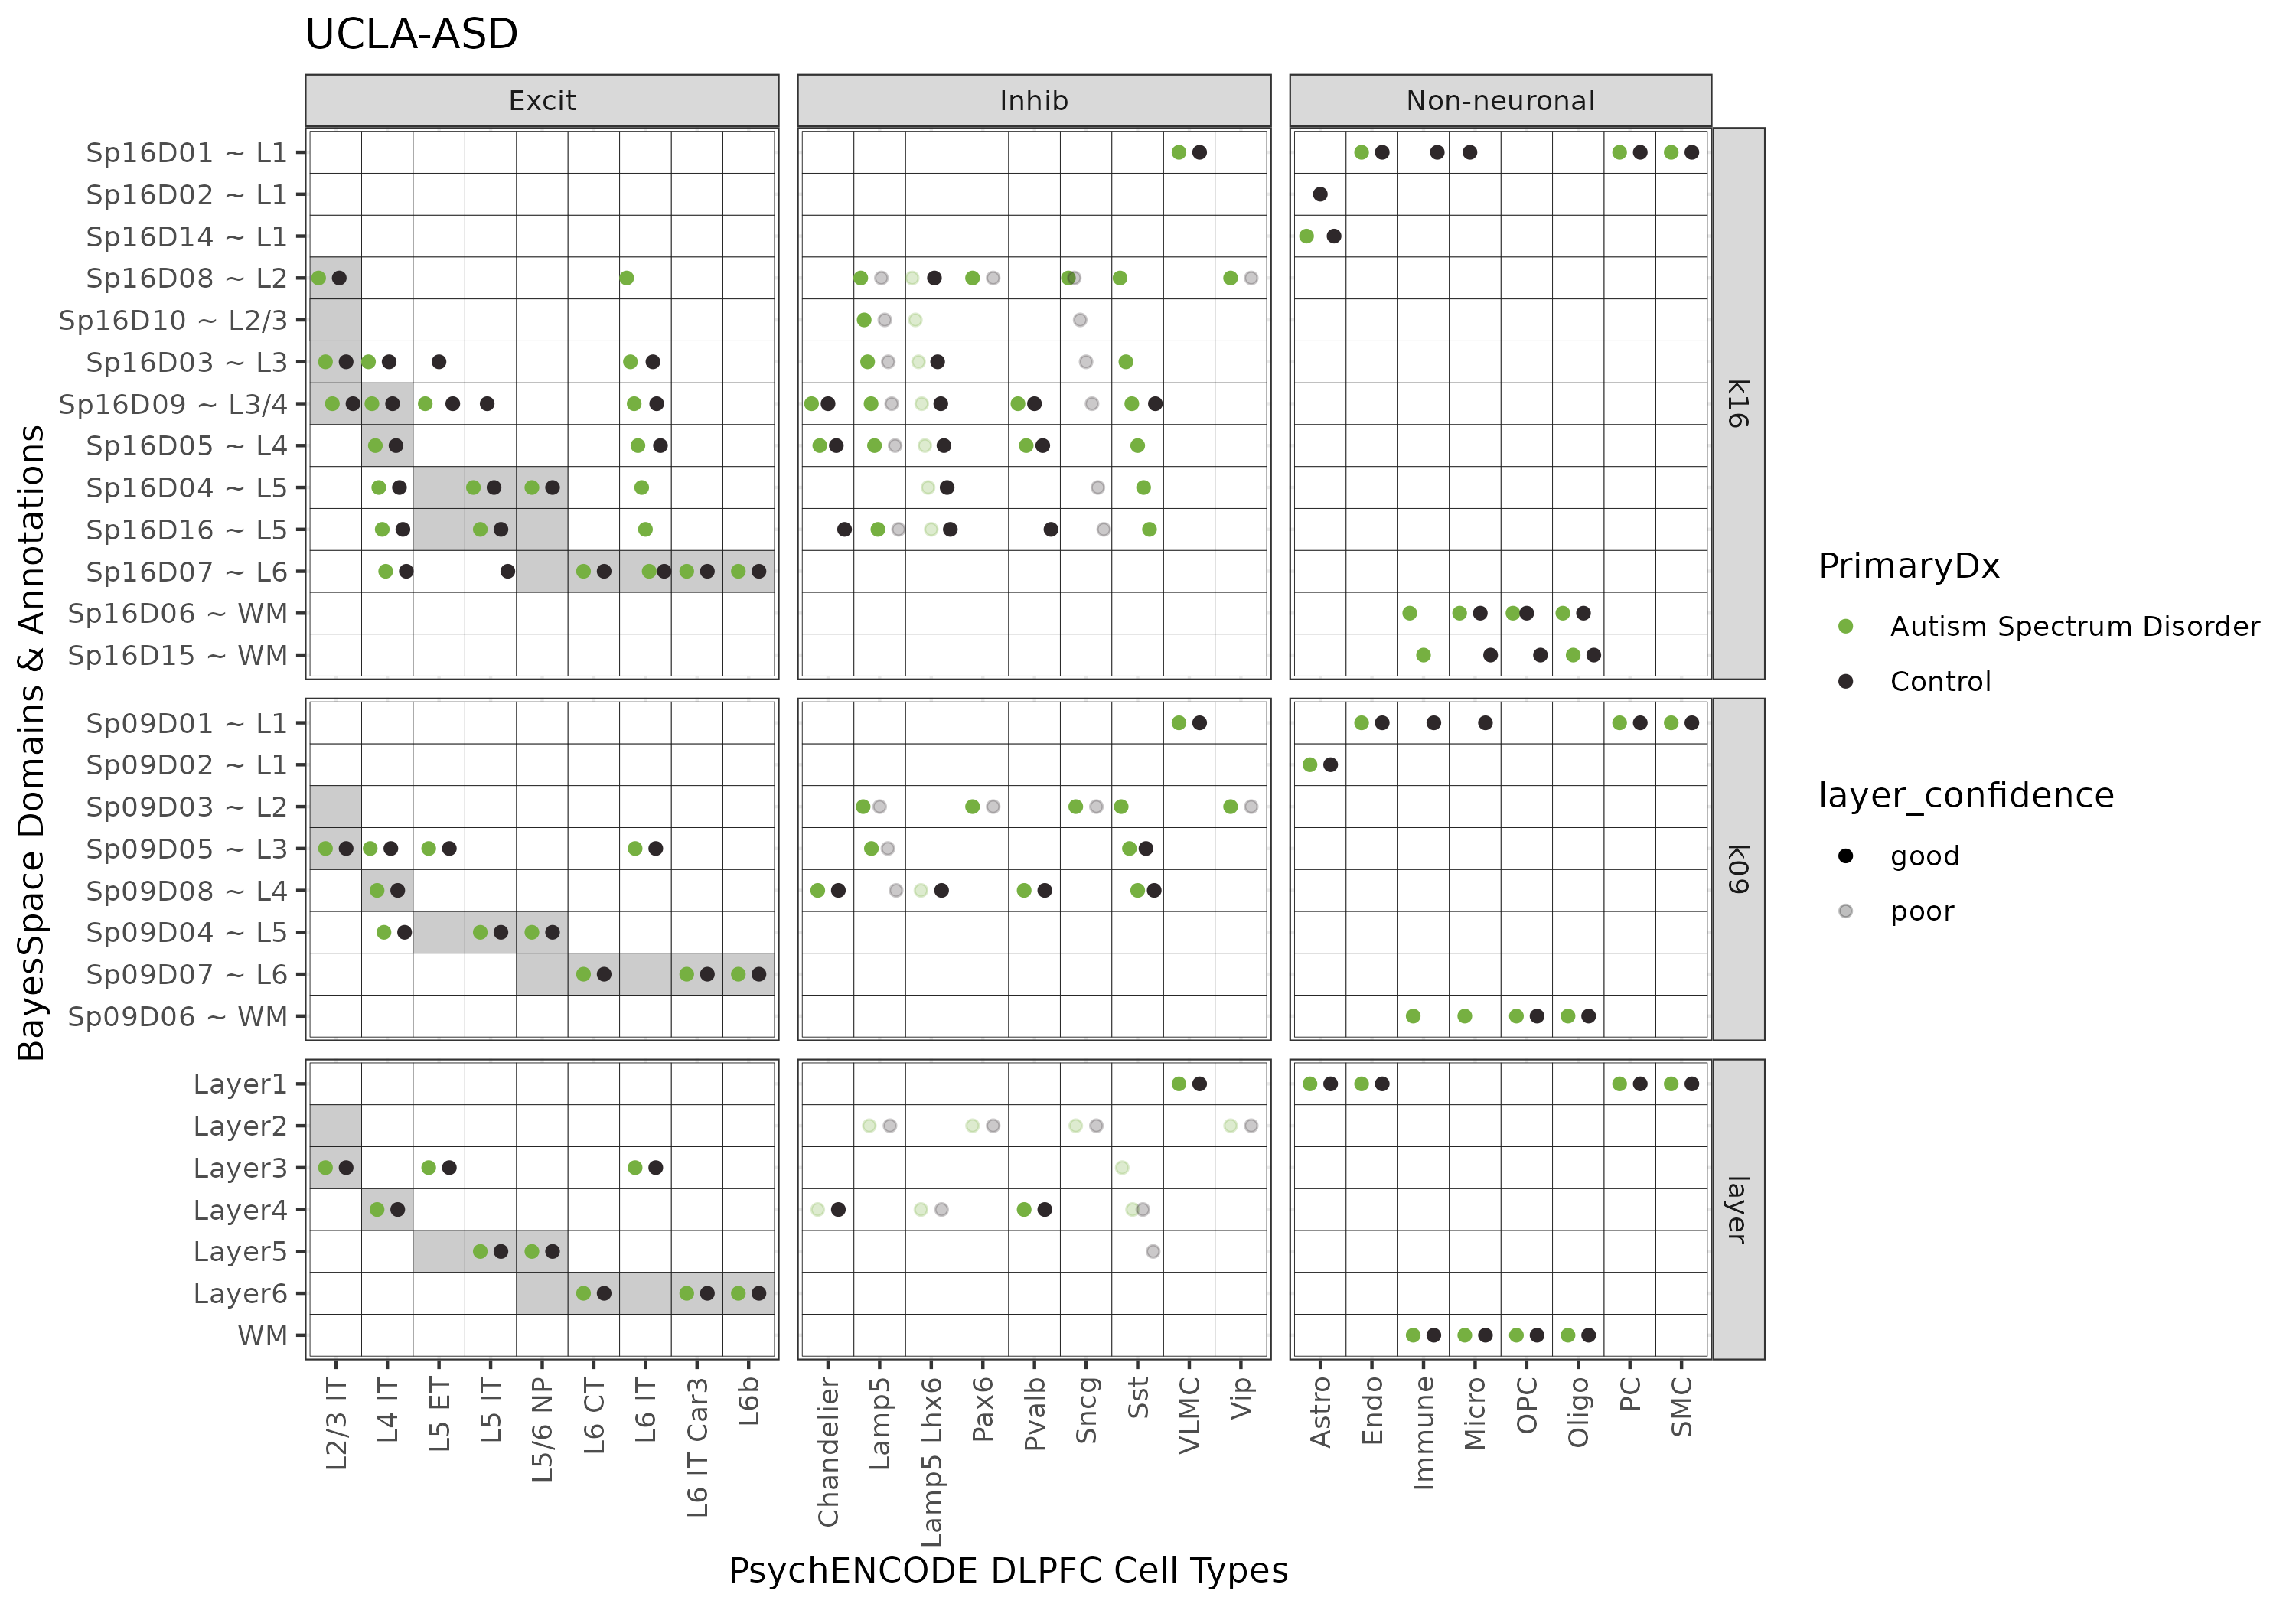 UCLA-ASD
Excit
Inhib
Non-neuronal
BayesSpace Domains & Annotations
Sp16D01 ~ L1
Sp16D02 ~ L1
Sp16D14 ~ L1
Sp16D08 ~ L2
Sp16D10 ~ L2/3
Sp16D03 ~ L3
Sp16D09 ~ L3/4
Sp16D05 ~ L4
Sp16D04 ~ L5
Sp16D16 ~ L5
Sp16D07 ~ L6
Sp16D06 ~ WM
Sp16D15 ~ WM
k16
Sp09D01 ~ L1
Sp09D02 ~ L1
Sp09D03 ~ L2
Sp09D05 ~ L3
Sp09D08 ~ L4
Sp09D04 ~ L5
Sp09D07 ~ L6
Sp09D06 ~ WM
k09
Layer1
Layer2
Layer3
Layer4
Layer5
Layer6
WM
layer
L2/3 IT
L4 IT
L5 ET
L5 IT
L5/6 NP
L6 CT
L6 IT
L6 IT Car3
L6b
Chandelier
Lamp5
Lamp5 Lhx6
Pax6
Pvalb
Sncg
Sst
VLMC
Vip
Astro
Endo
Immune
Micro
OPC
Oligo
PC
SMC
PsychENCODE DLPFC Cell Types
PrimaryDx
Autism Spectrum Disorder
Control
layer_confidence
good
poor